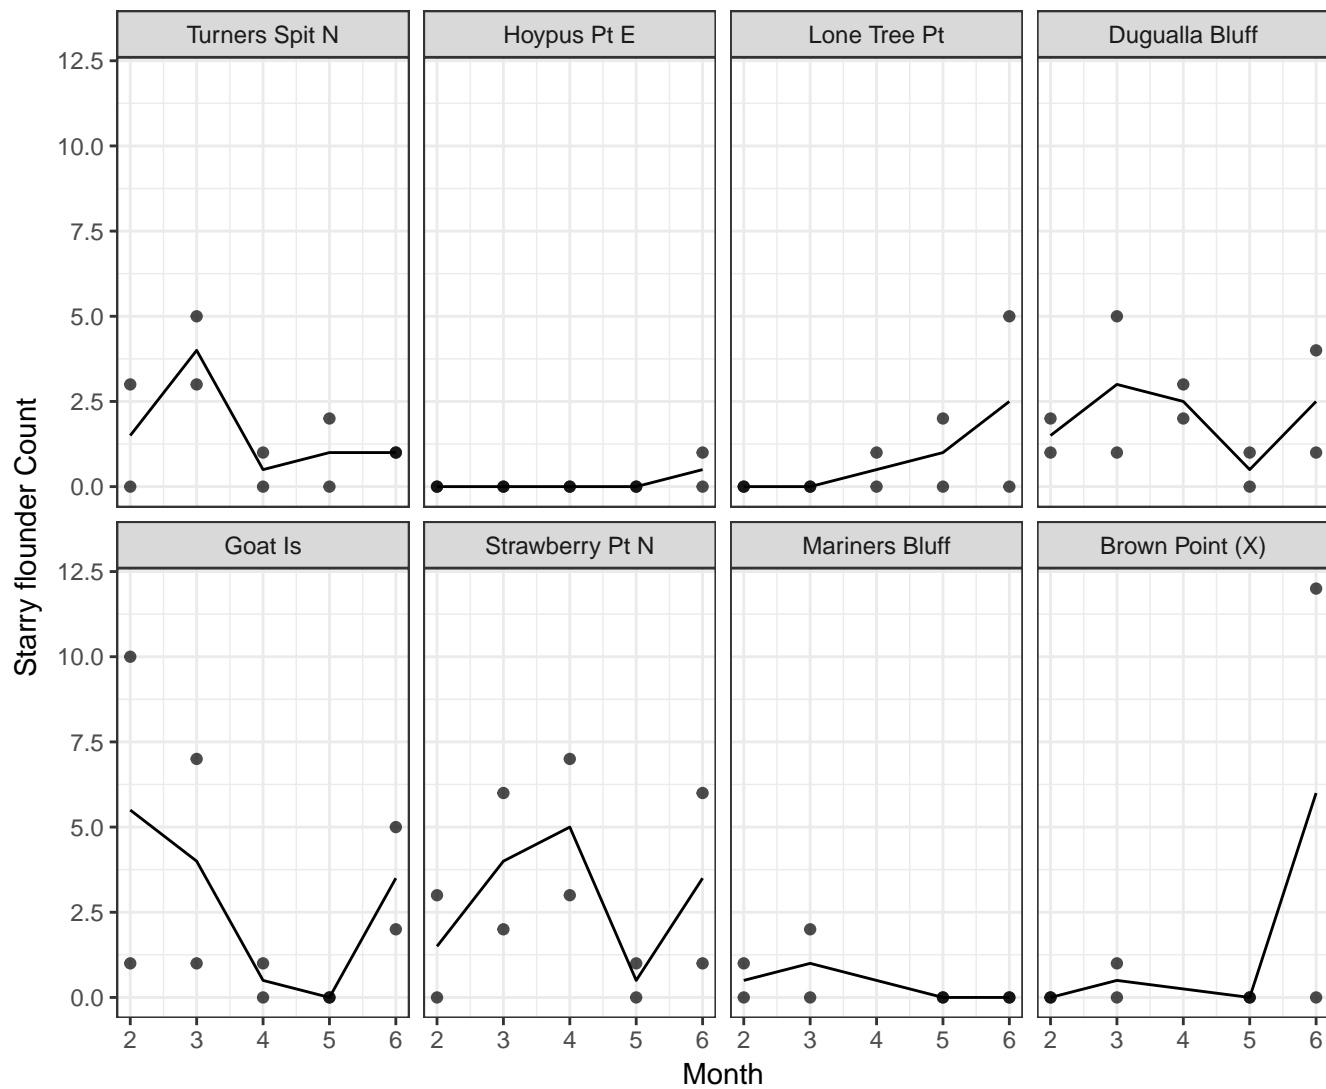 Turners Spit N Hoypus Pt E Lone Tree Pt Dugualla Bluff
12.5
10.0
7.5
5.0
2.5
0.0
Starry flounder Count
Goat Is Strawberry Pt N Mariners Bluff Brown Point (X)
12.5
10.0
7.5
5.0
2.5
0.0
2 3 4 5 6 2 3 4 5 6 2 3 4 5 6 2 3 4 5 6
Month